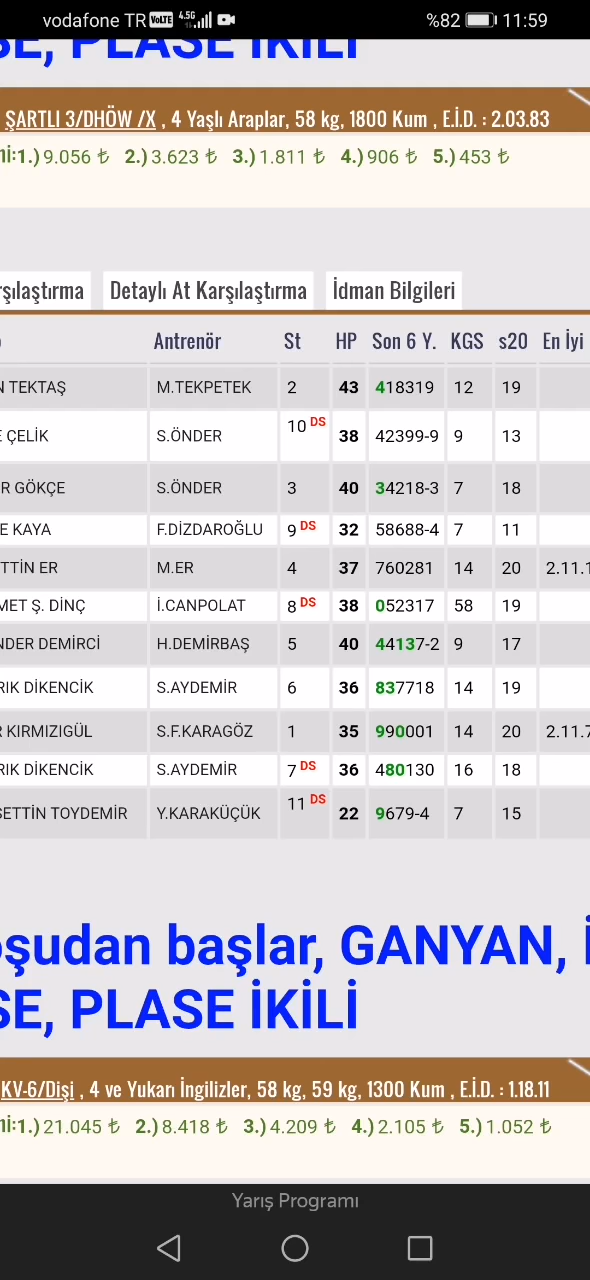 vodafone TR VoLTE 4.5G %82 11:59
SE, PLASE İKİLİ
ŞARTLI 3/DHÖW /X , 4 Yaşlı Araplar, 58 kg, 1800 Kum , E.İ.D. : 2.03.83
ni:1.) 9.056 ₺ 2.) 3.623 ₺ 3.) 1.811 ₺ 4.) 906 ₺ 5.) 453 ₺
rşılaştırma Detaylı At Karşılaştırma İdman Bilgileri
Antrenör St HP Son 6 Y. KGS s20 En İyi
N TEKTAŞ M.TEKPETEK 2 43 418319 12 19
E ÇELİK S.ÖNDER 10 DS 38 42399-9 9 13
R GÖKÇE S.ÖNDER 3 40 34218-3 7 18
E KAYA F.DİZDAROĞLU 9 DS 32 58688-4 7 11
TTİN ER M.ER 4 37 760281 14 20 2.11.1
MET Ş. DİNÇ İ.CANPOLAT 8 DS 38 052317 58 19
NDER DEMİRCİ H.DEMİRBAŞ 5 40 44137-2 9 17
RIK DİKENCİK S.AYDEMİR 6 36 837718 14 19
R KIRMIZIGÜL S.F.KARAGÖZ 1 35 990001 14 20 2.11.7
RIK DİKENCİK S.AYDEMİR 7 DS 36 480130 16 18
SETTİN TOYDEMİR Y.KARAKÜÇÜK 11 DS 22 9679-4 7 15
oşudan başlar, GANYAN, İ
SE, PLASE İKİLİ
KV-6/Dişi , 4 ve Yukarı İngilizler, 58 kg, 59 kg, 1300 Kum , E.İ.D. : 1.18.11
ni:1.) 21.045 ₺ 2.) 8.418 ₺ 3.) 4.209 ₺ 4.) 2.105 ₺ 5.) 1.052 ₺
Yarış Programı